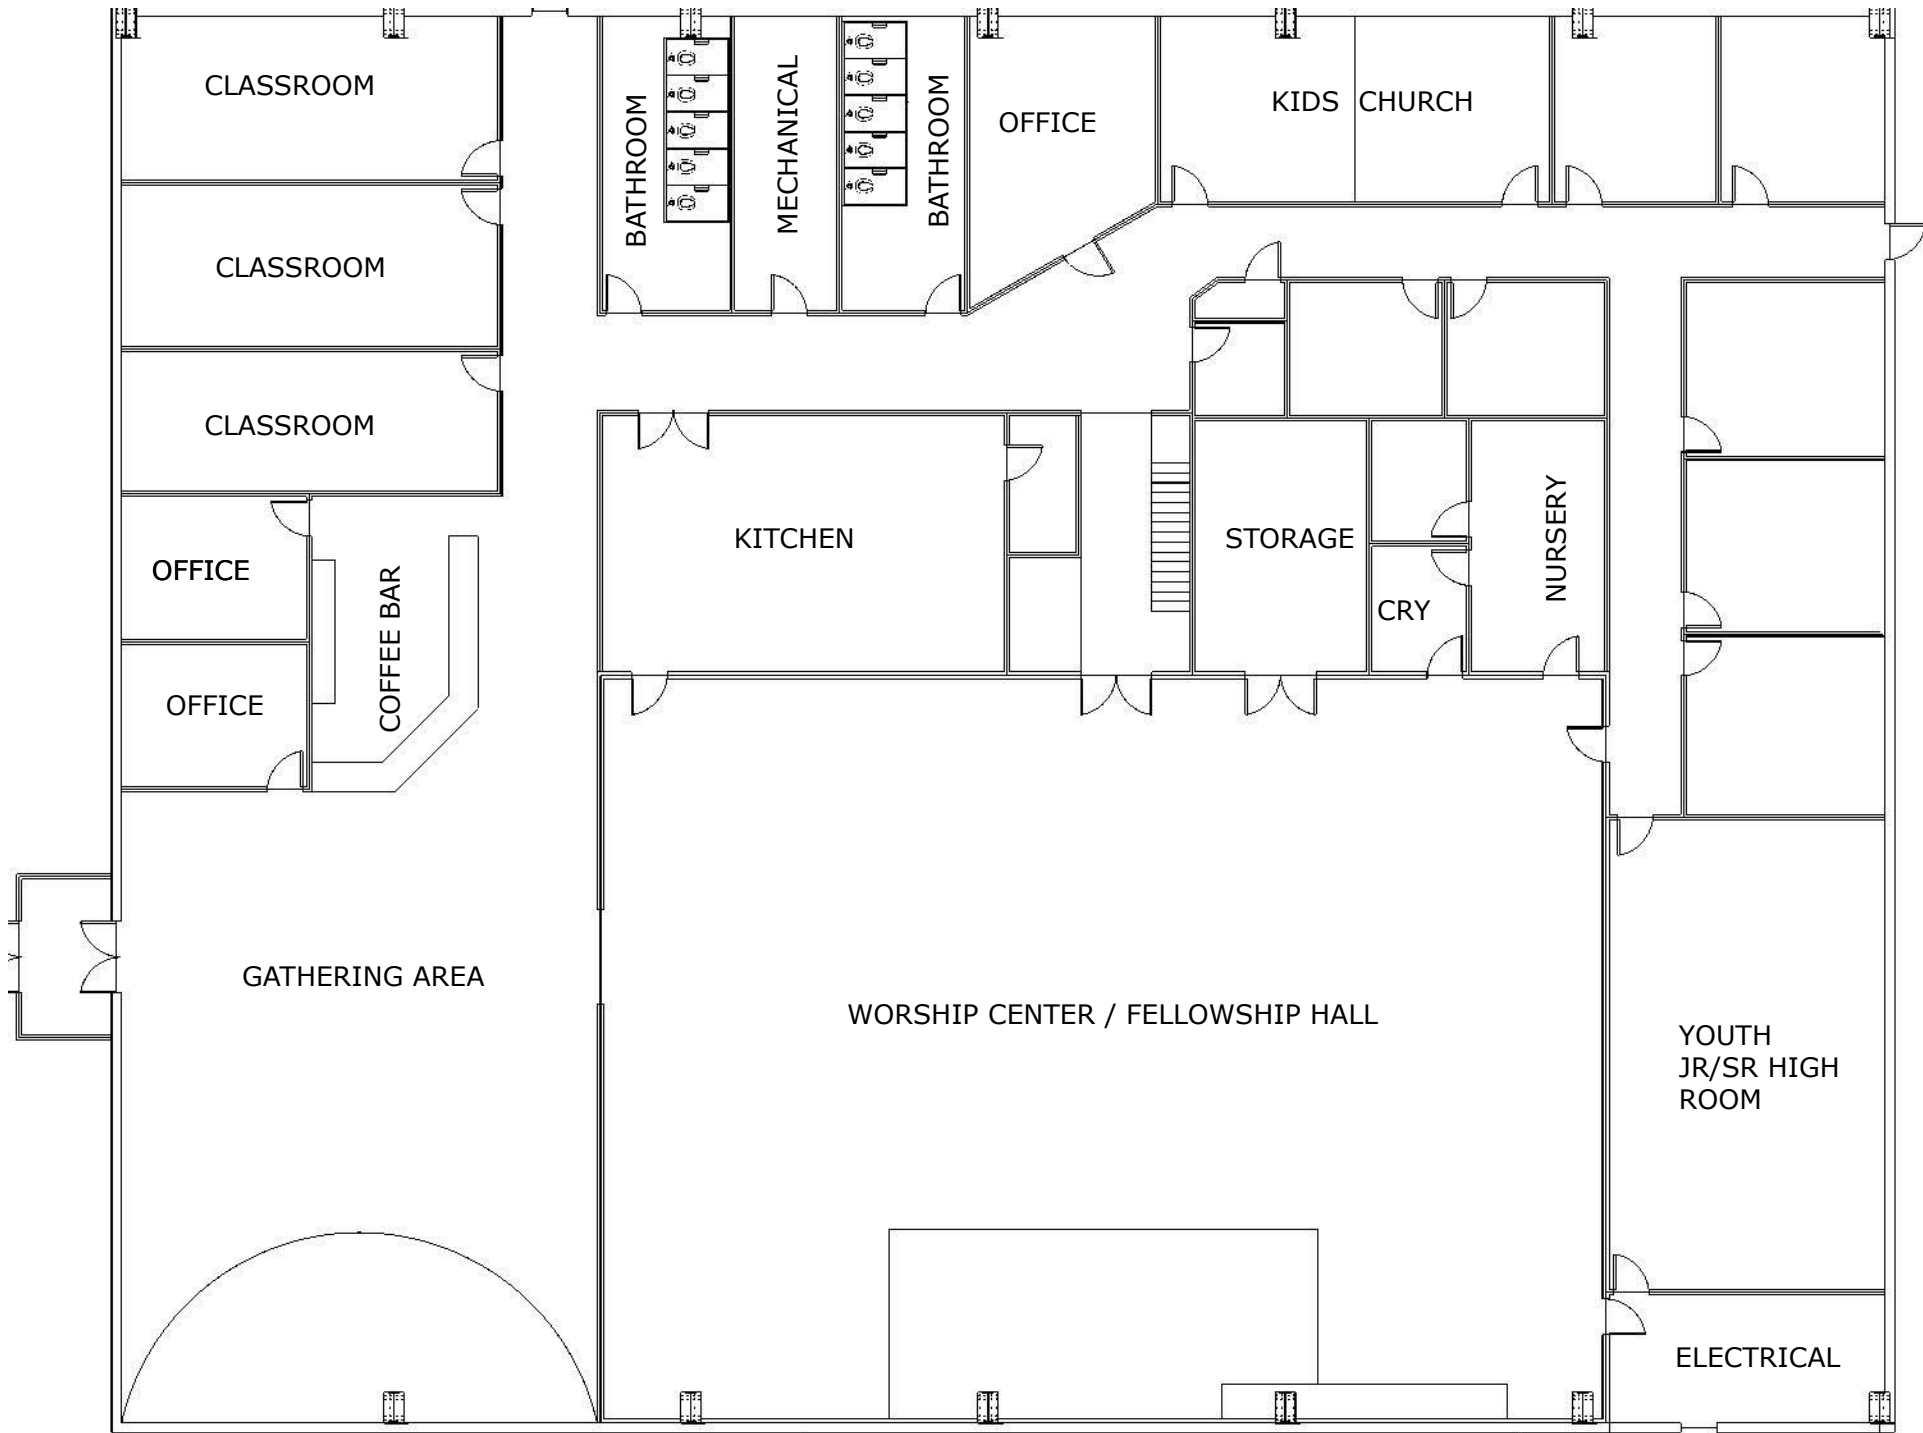 CLASSROOM
BATHROOM
MECHANICAL
BATHROOM
OFFICE
KIDS CHURCH
CLASSROOM
CLASSROOM
OFFICE
COFFEE BAR
KITCHEN
STORAGE
CRY
NURSERY
OFFICE
GATHERING AREA
WORSHIP CENTER / FELLOWSHIP HALL
YOUTH
JR/SR HIGH
ROOM
ELECTRICAL